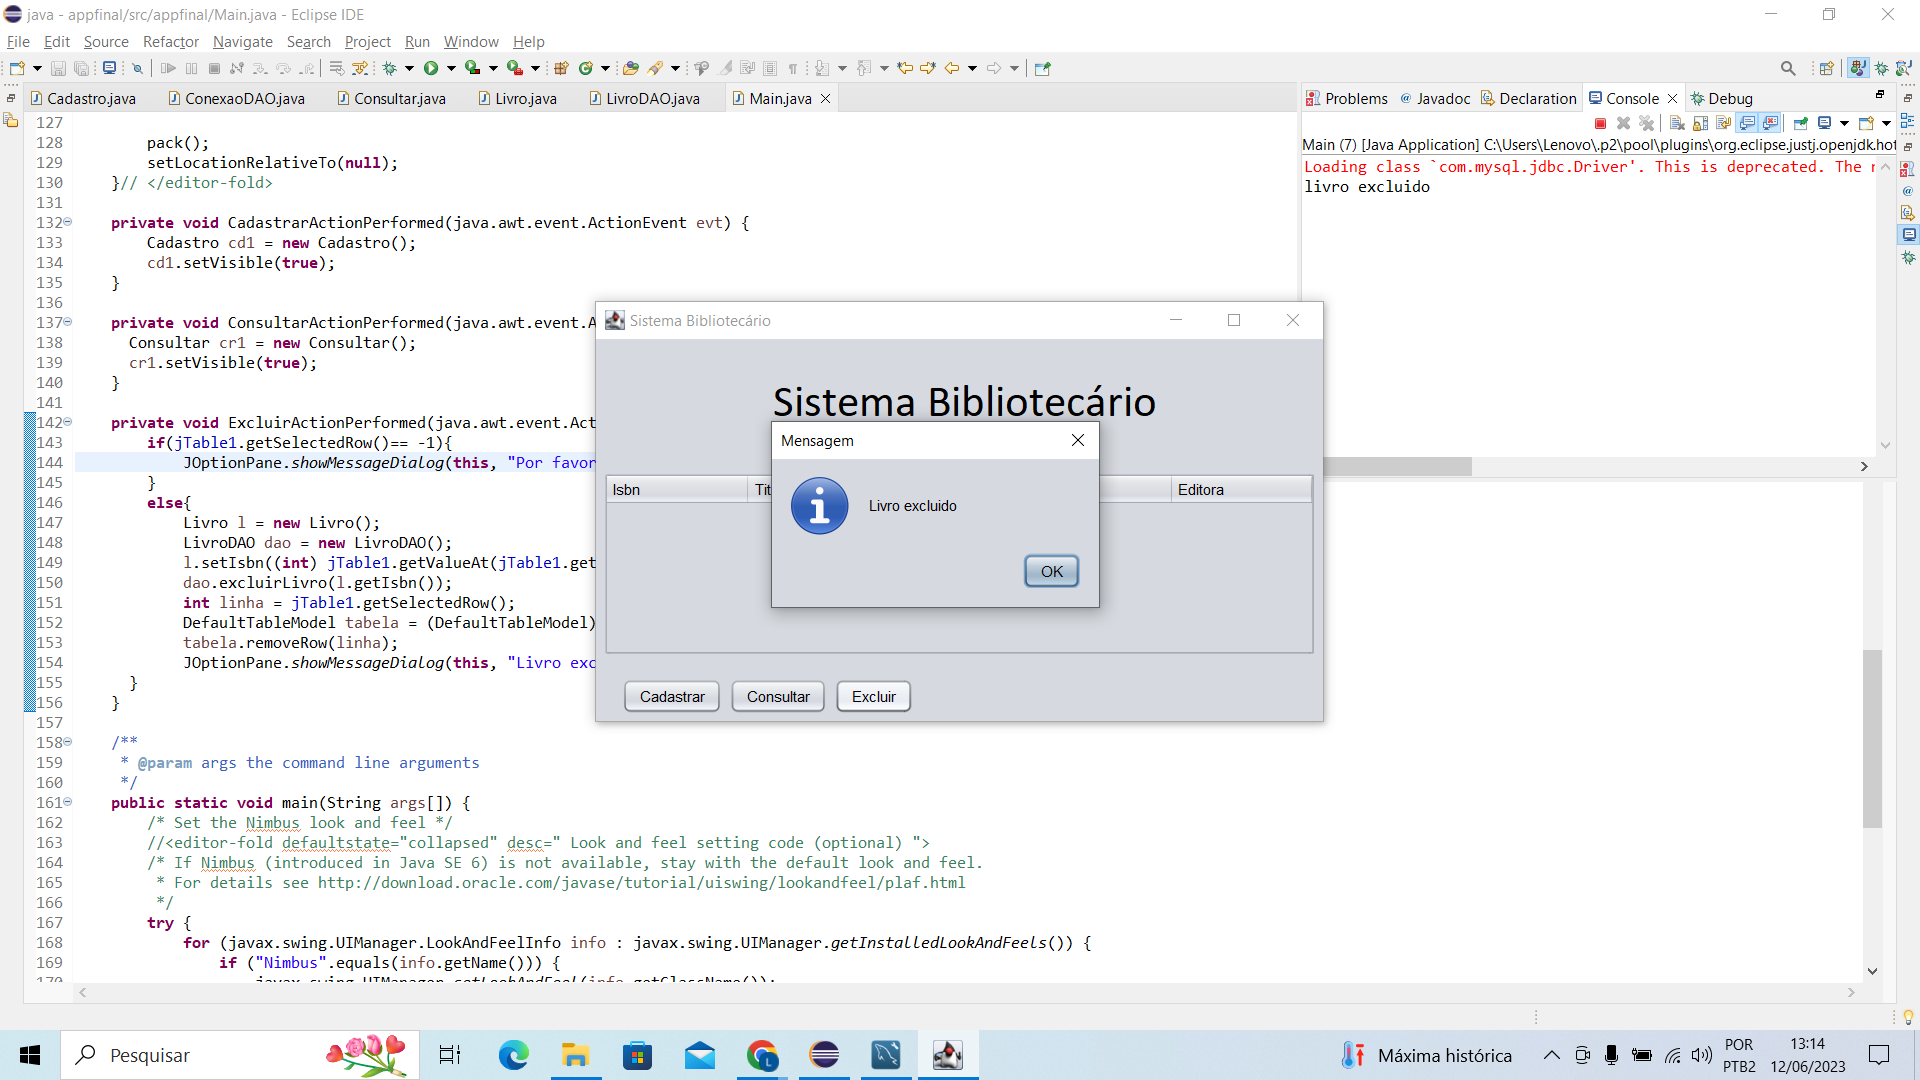 java - appfinal/src/appfinal/Main.java - Eclipse IDE
File Edit Source Refactor Navigate Search Project Run Window Help
Cadastro.java ConexaoDAO.java Consultar.java Livro.java LivroDAO.java Main.java
Problems Javadoc Declaration Console Debug
Main (7) [Java Application] C:\Users\Lenovo\.p2\pool\plugins\org.eclipse.justj.openjdk.hot
Loading class `com.mysql.jdbc.Driver'. This is deprecated. The
livro excluido
127
128 pack();
129 setLocationRelativeTo(null);
130 }// </editor-fold>
131
132 private void CadastrarActionPerformed(java.awt.event.ActionEvent evt) {
133 Cadastro cd1 = new Cadastro();
134 cd1.setVisible(true);
135 }
136
137 private void ConsultarActionPerformed(java.awt.event.A
138 Consultar cr1 = new Consultar();
139 cr1.setVisible(true);
140 }
141
142 private void ExcluirActionPerformed(java.awt.event.Act
143 if(jTable1.getSelectedRow()== -1){
144 JOptionPane.showMessageDialog(this, "Por favor
145 }
146 else{
147 Livro l = new Livro();
148 LivroDAO dao = new LivroDAO();
149 l.setIsbn((int) jTable1.getValueAt(jTable1.get
150 dao.excluirLivro(l.getIsbn());
151 int linha = jTable1.getSelectedRow();
152 DefaultTableModel tabela = (DefaultTableModel)
153 tabela.removeRow(linha);
154 JOptionPane.showMessageDialog(this, "Livro exc
155 }
156 }
157
158 /**
159 * @param args the command line arguments
160 */
161 public static void main(String args[]) {
162 /* Set the Nimbus look and feel */
163 //<editor-fold defaultstate="collapsed" desc=" Look and feel setting code (optional) ">
164 /* If Nimbus (introduced in Java SE 6) is not available, stay with the default look and feel.
165 * For details see http://download.oracle.com/javase/tutorial/uiswing/lookandfeel/plaf.html
166 */
167 try {
168 for (javax.swing.UIManager.LookAndFeelInfo info : javax.swing.UIManager.getInstalledLookAndFeels()) {
169 if ("Nimbus".equals(info.getName())) {
170 javax.swing.UIManager.setLookAndFeel(info.getClassName());
Sistema Bibliotecário
Sistema Bibliotecário
Isbn Tit Editora
Mensagem
Livro excluido
OK
Cadastrar Consultar Excluir
Pesquisar
Máxima histórica
POR
PTB2
13:14
12/06/2023